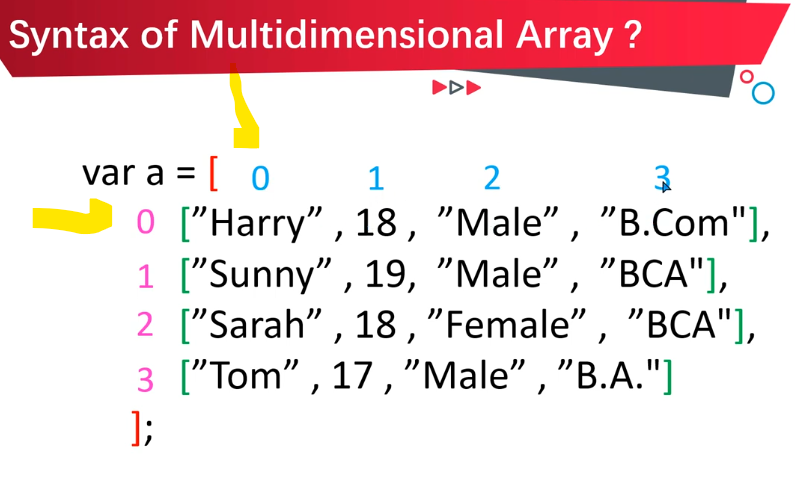 Syntax of Multidimensional Array ?
var a = [ 0 1 2 3
0 [”Harry” , 18 , ”Male” , ”B.Com"],
1 [”Sunny” , 19, ”Male” , ”BCA"],
2 [”Sarah” , 18 , ”Female” , ”BCA"],
3 [”Tom” , 17 , ”Male” , ”B.A."]
];